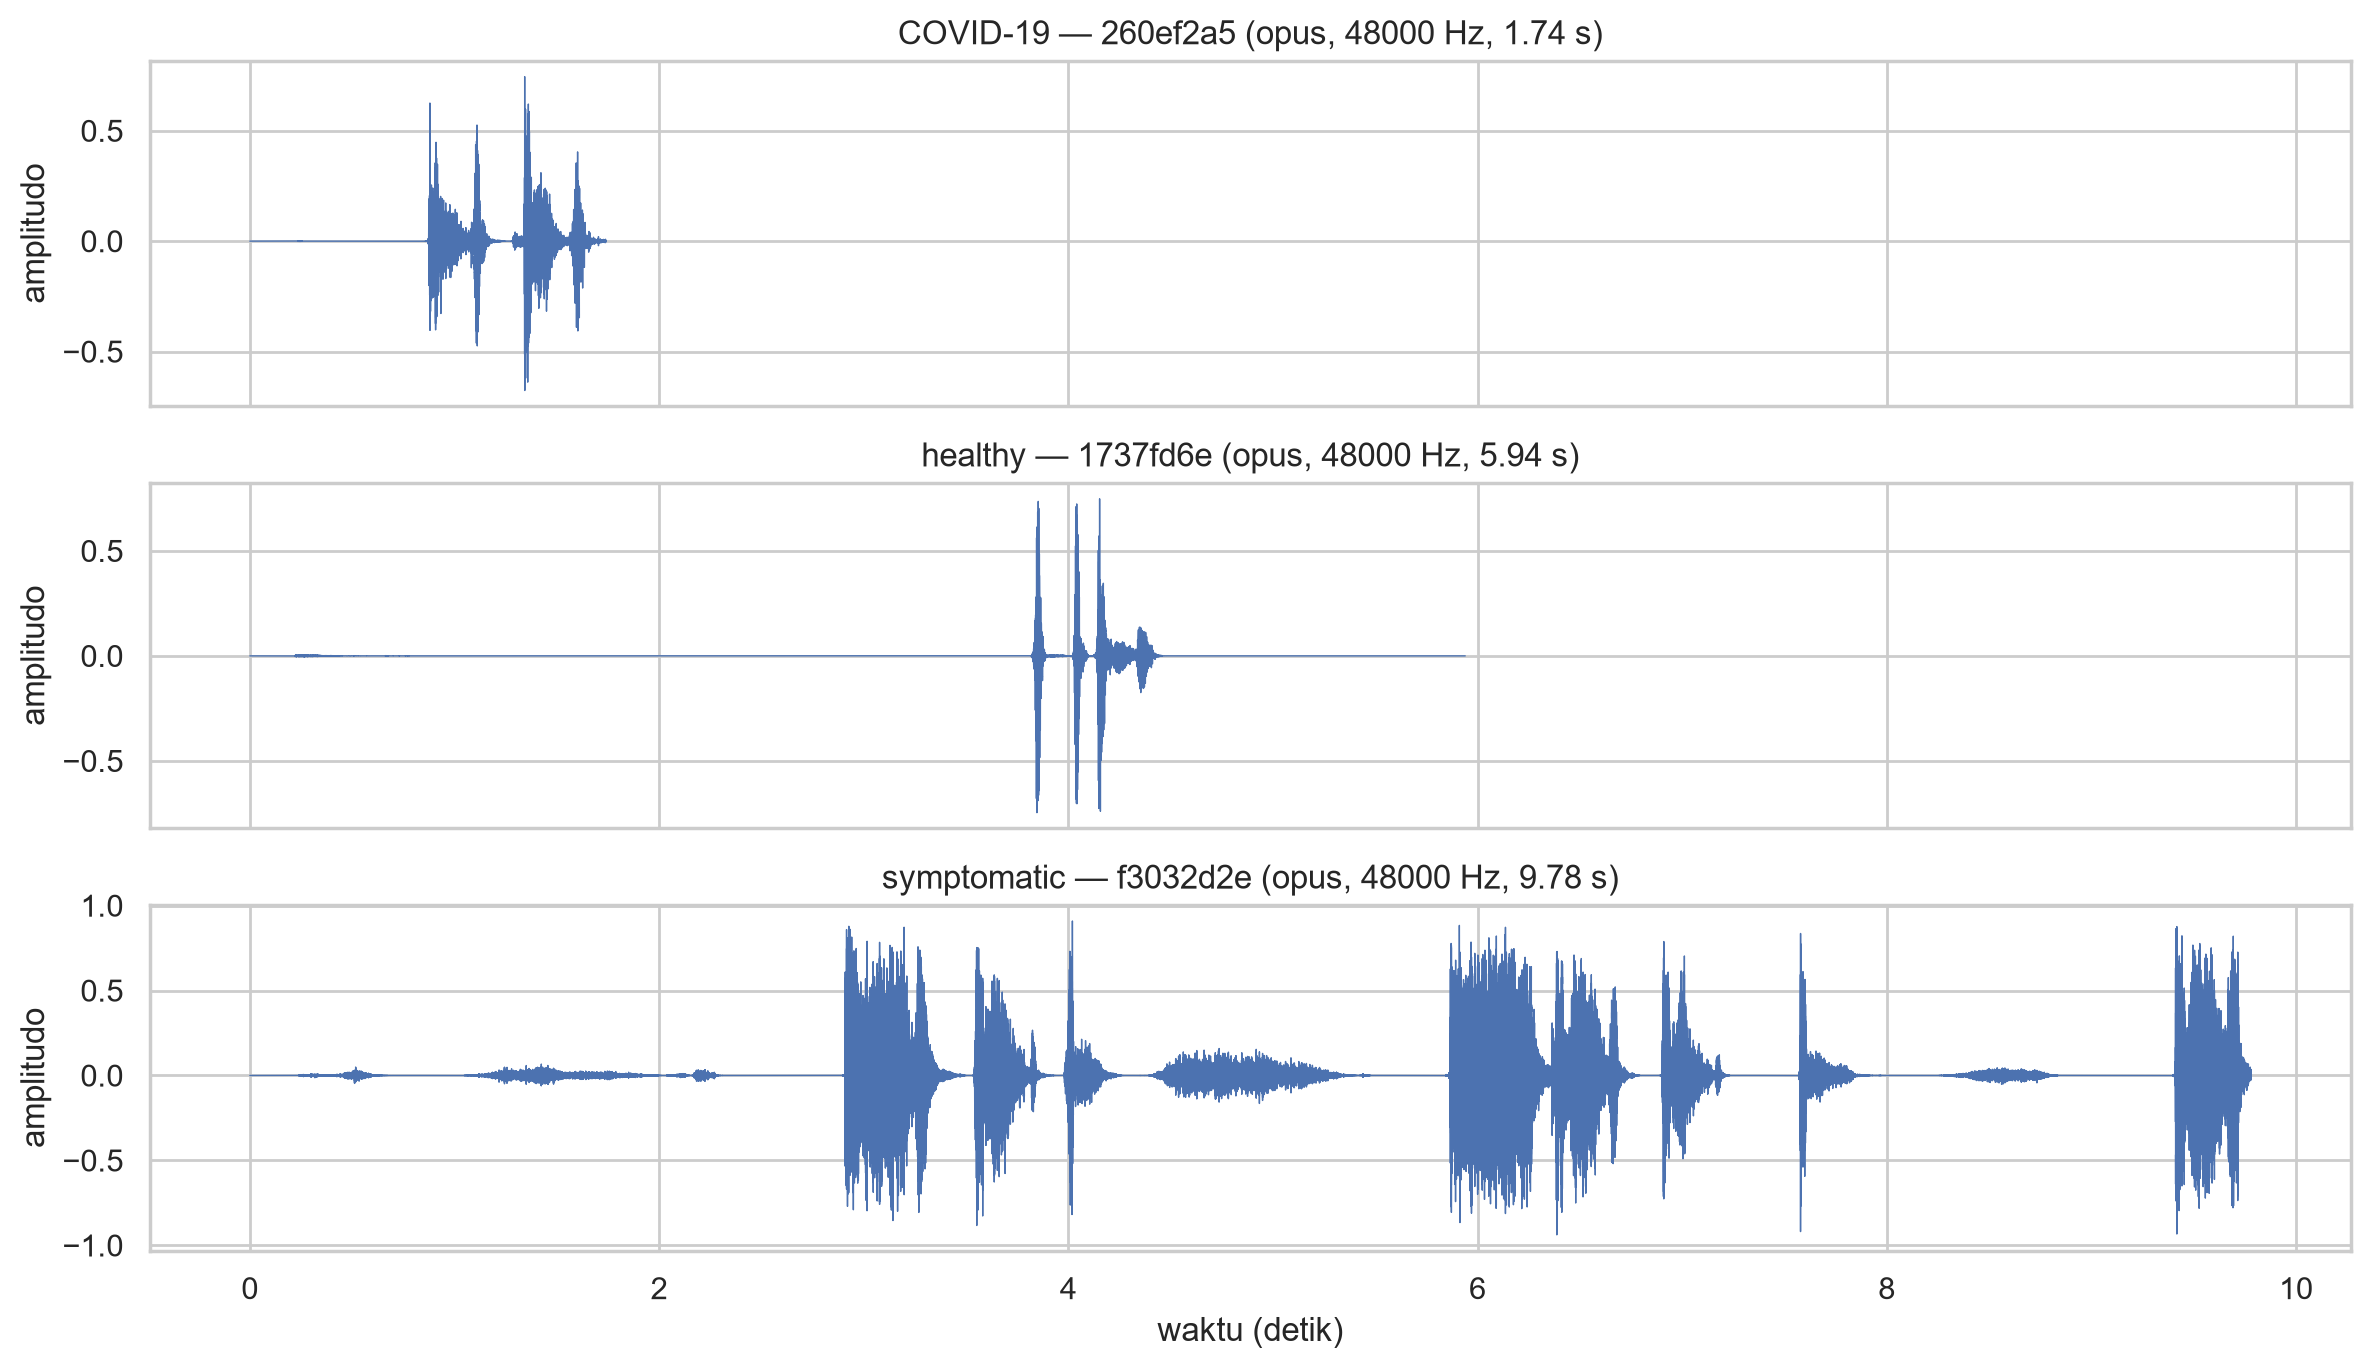 COVID-19 — 260ef2a5 (opus, 48000 Hz, 1.74 s)
amplitudo
0.5
0.0
−0.5
healthy — 1737fd6e (opus, 48000 Hz, 5.94 s)
amplitudo
0.5
0.0
−0.5
symptomatic — f3032d2e (opus, 48000 Hz, 9.78 s)
amplitudo
1.0
0.5
0.0
−0.5
−1.0
0 2 4 6 8 10
waktu (detik)